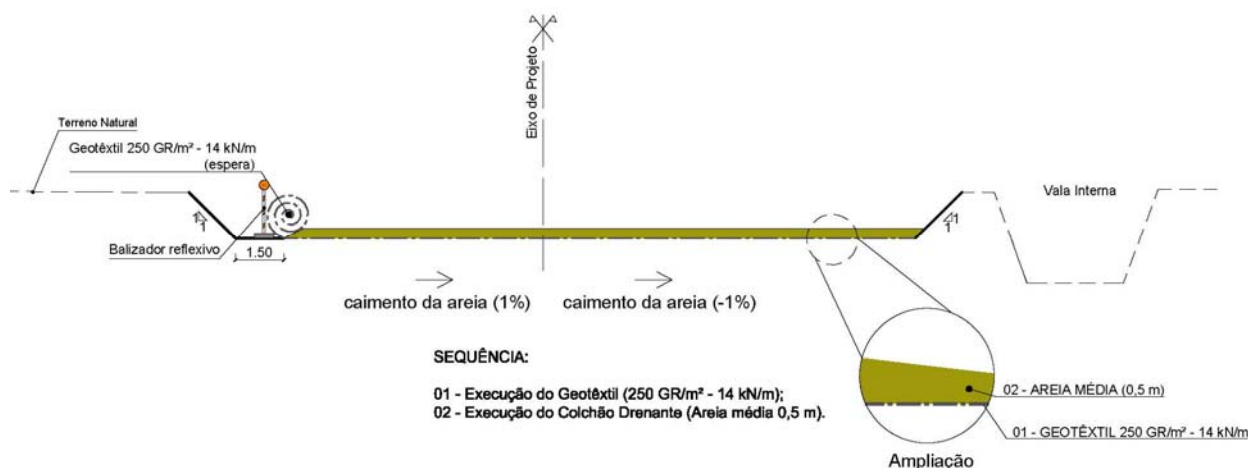 Eixo de Projeto
Terreno Natural
Geotêxtil 250 GR/m² - 14 kN/m
(espera)
Vala Interna
1
1
1
Balizador reflexivo
1.50
caimento da areia (1%)
caimento da areia (-1%)
SEQUÊNCIA:
01 - Execução do Geotêxtil (250 GR/m² - 14 kN/m);
02 - Execução do Colchão Drenante (Areia média 0,5 m).
02 - AREIA MÉDIA (0,5 m)
01 - GEOTÊXTIL 250 GR/m² - 14 kN/m
Ampliação